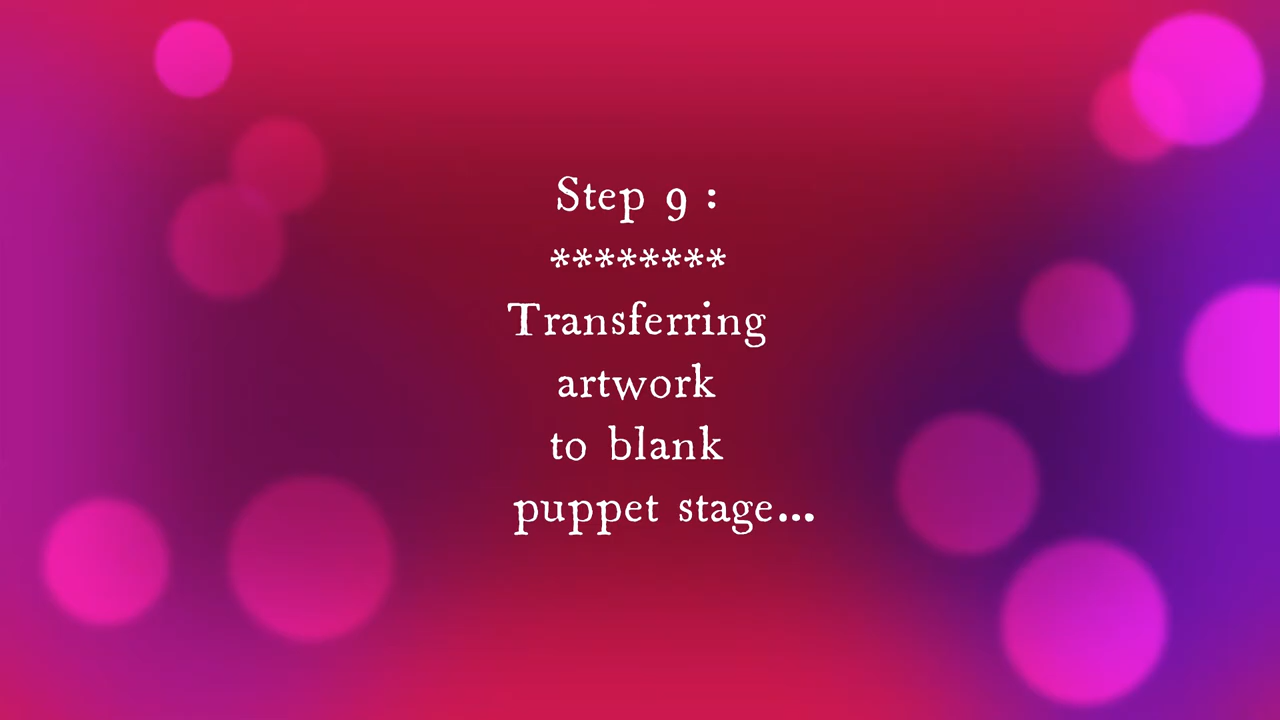 Step 9 :
********
Transferring
artwork
to blank
puppet stage...